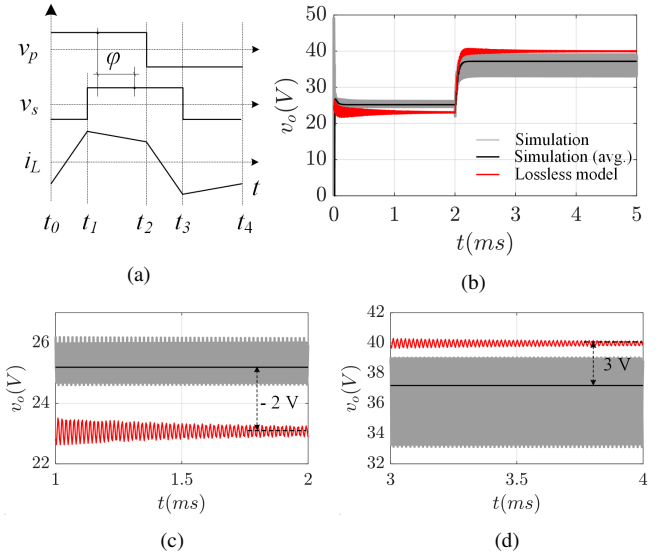 v_p
φ
v_s
i_L
t
t_0 t_1 t_2 t_3 t_4
(a)
50
40
30
20
10
0
v_o(V)
Simulation
Simulation (avg.)
Lossless model
0 1 2 3 4 5
t(ms)
(b)
26
25
24
23
22
v_o(V)
- 2 V
1 1.5 2
t(ms)
(c)
42
40
38
36
34
32
v_o(V)
3 V
3 3.5 4
t(ms)
(d)